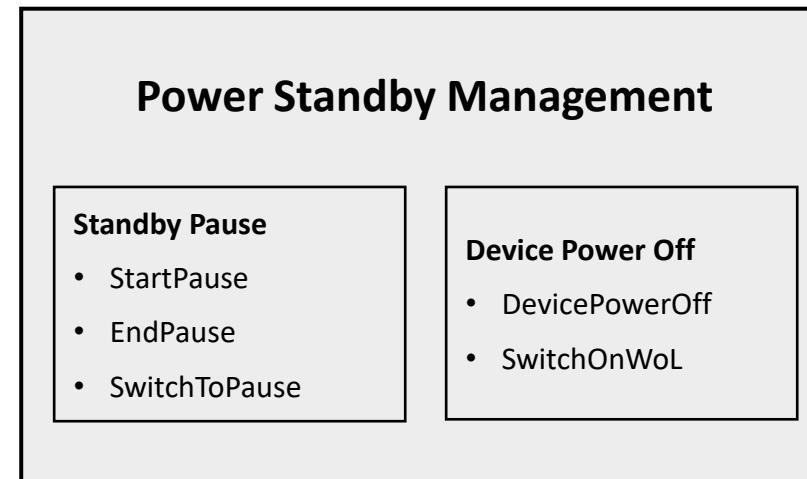 Power Standby Management
Standby Pause
• StartPause
• EndPause
• SwitchToPause
Device Power Off
• DevicePowerOff
• SwitchOnWoL